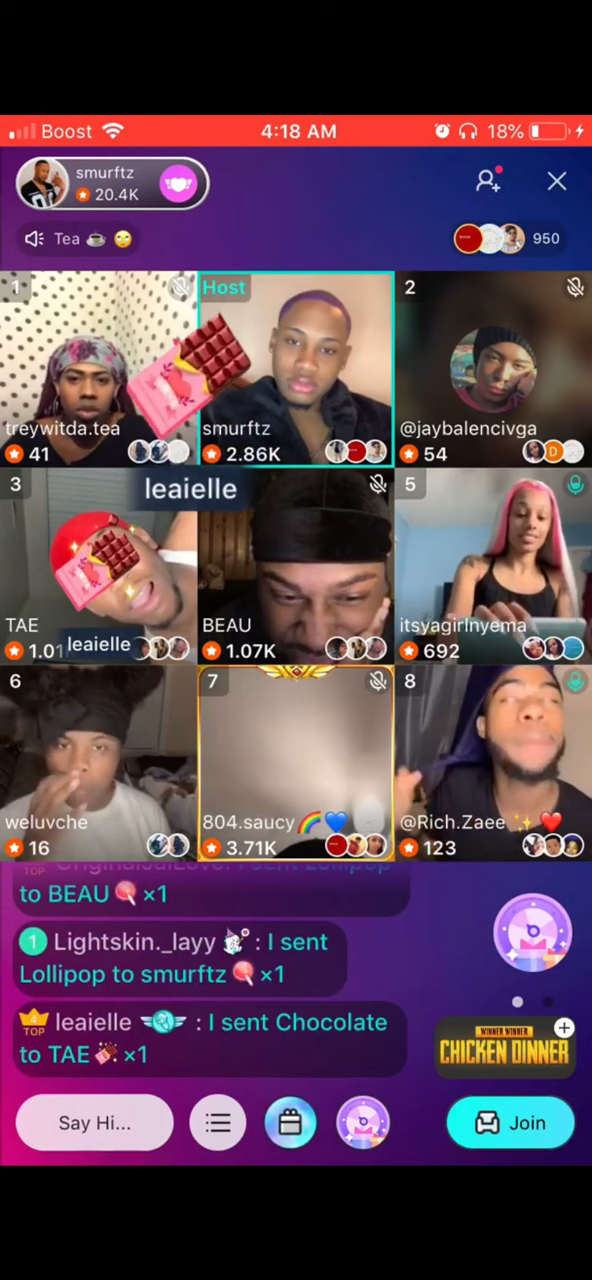 Boost 4:18 AM 18%
smurftz
20.4K
Tea ☕ 🙄 950
1 Host 2
treywitda.tea smurftz @jaybalencivga
41 2.86K D 54
3 leaielle 5
TAE BEAU itsyagirlnyema
1.01 leaielle 1.07K 692
6 7 8
weluvche 804.saucy🌈💙 @Rich.Zaee ✨❤️
16 3.71K 123
to BEAU🍭×1
1 Lightskin._layy : I sent
Lollipop to smurftz 🍭×1
4 TOP leaielle : I sent Chocolate
to TAE 🍫×1
WINNER WINNER
CHICKEN DINNER
Say Hi... Join